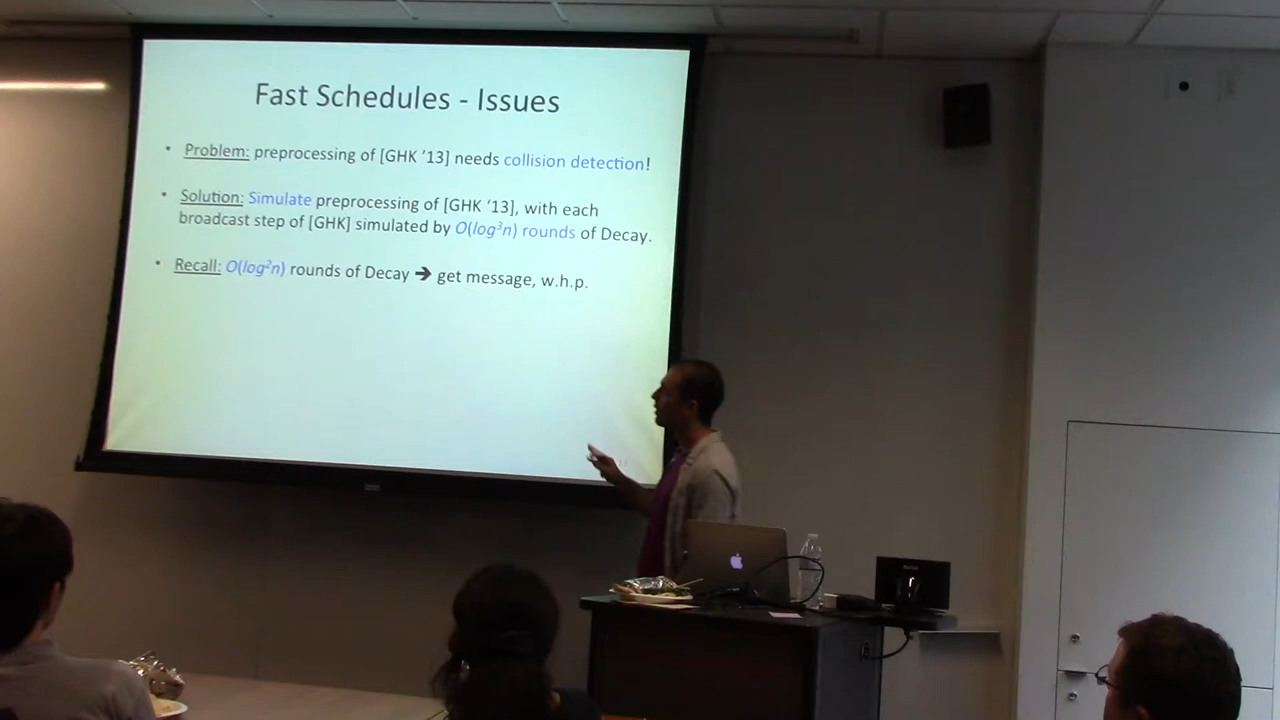 Fast Schedules - Issues
• Problem: preprocessing of [GHK ’13] needs collision detection!
• Solution: Simulate preprocessing of [GHK ‘13], with each
broadcast step of [GHK] simulated by O(log³n) rounds of Decay.
• Recall: O(log²n) rounds of Decay ➔ get message, w.h.p.